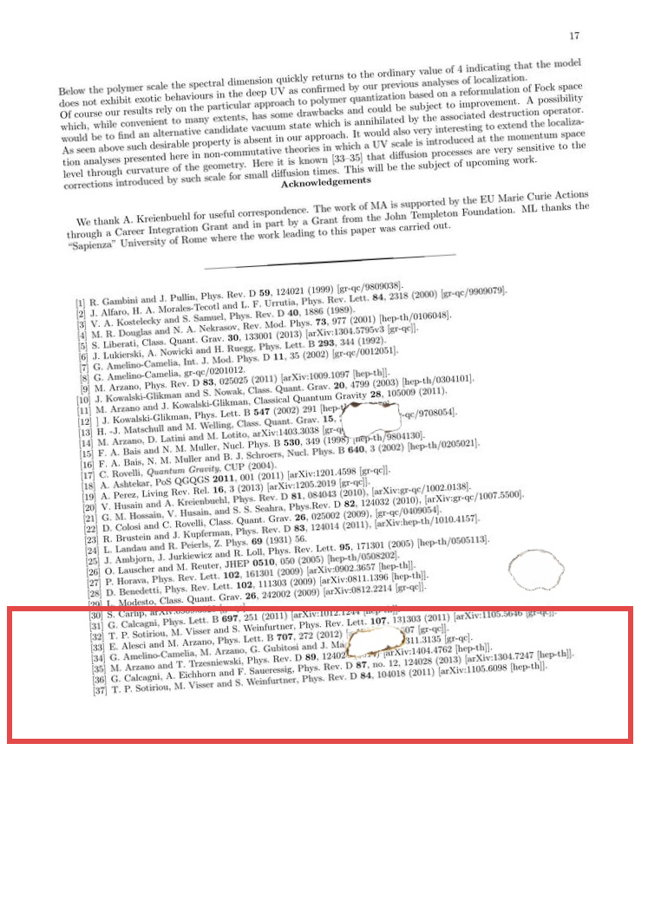 17
Below the polymer scale the spectral dimension quickly returns to the ordinary value of 4 indicating that the model
does not exhibit exotic behaviours in the deep UV as confirmed by our previous analyses of localization.
Of course our results rely on the particular approach to polymer quantization based on a reformulation of Fock space
which, while convenient to many extents, has some drawbacks and could be subject to improvement. A possibility
would be to find an alternative candidate vacuum state which is annihilated by the associated destruction operator.
As seen above such desirable property is absent in our approach. It would also very interesting to extend the localiza-
tion analyses presented here in non-commutative theories in which a UV scale is introduced at the momentum space
level through curvature of the geometry. Here it is known [33–35] that diffusion processes are very sensitive to the
corrections introduced by such scale for small diffusion times. This will be the subject of upcoming work.
Acknowledgements
We thank A. Kreienbuehl for useful correspondence. The work of MA is supported by the EU Marie Curie Actions
through a Career Integration Grant and in part by a Grant from the John Templeton Foundation. ML thanks the
“Sapienza” University of Rome where the work leading to this paper was carried out.
[1] R. Gambini and J. Pullin, Phys. Rev. D 59, 124021 (1999) [gr-qc/9809038].
[2] J. Alfaro, H. A. Morales-Tecotl and L. F. Urrutia, Phys. Rev. Lett. 84, 2318 (2000) [gr-qc/9909079].
[3] V. A. Kostelecky and S. Samuel, Phys. Rev. D 40, 1886 (1989).
[4] M. R. Douglas and N. A. Nekrasov, Rev. Mod. Phys. 73, 977 (2001) [hep-th/0106048].
[5] S. Liberati, Class. Quant. Grav. 30, 133001 (2013) [arXiv:1304.5795v3 [gr-qc]].
[6] J. Lukierski, A. Nowicki and H. Ruegg, Phys. Lett. B 293, 344 (1992).
[7] G. Amelino-Camelia, Int. J. Mod. Phys. D 11, 35 (2002) [gr-qc/0012051].
[8] G. Amelino-Camelia, gr-qc/0201012.
[9] M. Arzano, Phys. Rev. D 83, 025025 (2011) [arXiv:1009.1097 [hep-th]].
[10] J. Kowalski-Glikman and S. Nowak, Class. Quant. Grav. 20, 4799 (2003) [hep-th/0304101].
[11] M. Arzano and J. Kowalski-Glikman, Classical Quantum Gravity 28, 105009 (2011).
[12] ] J. Kowalski-Glikman, Phys. Lett. B 547 (2002) 291 [hep-
[13] H. -J. Matschull and M. Welling, Class. Quant. Grav. 15, -qc/9708054].
[14] M. Arzano, D. Latini and M. Lotito, arXiv:1403.3038 [gr-q
[15] F. A. Bais and N. M. Muller, Nucl. Phys. B 530, 349 (1998) [hep-th/9804130].
[16] F. A. Bais, N. M. Muller and B. J. Schroers, Nucl. Phys. B 640, 3 (2002) [hep-th/0205021].
[17] C. Rovelli, Quantum Gravity, CUP (2004).
[18] A. Ashtekar, PoS QGQGS 2011, 001 (2011) [arXiv:1201.4598 [gr-qc]].
[19] A. Perez, Living Rev. Rel. 16, 3 (2013) [arXiv:1205.2019 [gr-qc]].
[20] V. Husain and A. Kreienbuehl, Phys. Rev. D 81, 084043 (2010), [arXiv:gr-qc/1002.0138].
[21] G. M. Hossain, V. Husain, and S. S. Seahra, Phys.Rev. D 82, 124032 (2010), [arXiv:gr-qc/1007.5500].
[22] D. Colosi and C. Rovelli, Class. Quant. Grav. 26, 025002 (2009), [gr-qc/0409054].
[23] R. Brustein and J. Kupferman, Phys. Rev. D 83, 124014 (2011), [arXiv:hep-th/1010.4157].
[24] L. Landau and R. Peierls, Z. Phys. 69 (1931) 56.
[25] J. Ambjorn, J. Jurkiewicz and R. Loll, Phys. Rev. Lett. 95, 171301 (2005) [hep-th/0505113].
[26] O. Lauscher and M. Reuter, JHEP 0510, 050 (2005) [hep-th/0508202].
[27] P. Horava, Phys. Rev. Lett. 102, 161301 (2009) [arXiv:0902.3657 [hep-th]].
[28] D. Benedetti, Phys. Rev. Lett. 102, 111303 (2009) [arXiv:0811.1396 [hep-th]].
[29] L. Modesto, Class. Quant. Grav. 26, 242002 (2009) [arXiv:0812.2214 [gr-qc]].
[30] S. Carlip,
[31] G. Calcagni, Phys. Lett. B 697, 251 (2011) [arXiv:1012.1244 [hep-th]].
[32] T. P. Sotiriou, M. Visser and S. Weinfurtner, Phys. Rev. Lett. 107, 131303 (2011) [arXiv:1105.5646 [gr-qc]].
[33] E. Alesci and M. Arzano, Phys. Lett. B 707, 272 (2012) 07 [gr-qc]].
[34] G. Amelino-Camelia, M. Arzano, G. Gubitosi and J. Ma 311.3135 [gr-qc].
[35] M. Arzano and T. Trzesniewski, Phys. Rev. D 89, 12402 [arXiv:1404.4762 [hep-th]].
[36] G. Calcagni, A. Eichhorn and F. Saueressig, Phys. Rev. D 87, no. 12, 124028 (2013) [arXiv:1304.7247 [hep-th]].
[37] T. P. Sotiriou, M. Visser and S. Weinfurtner, Phys. Rev. D 84, 104018 (2011) [arXiv:1105.6098 [hep-th]].